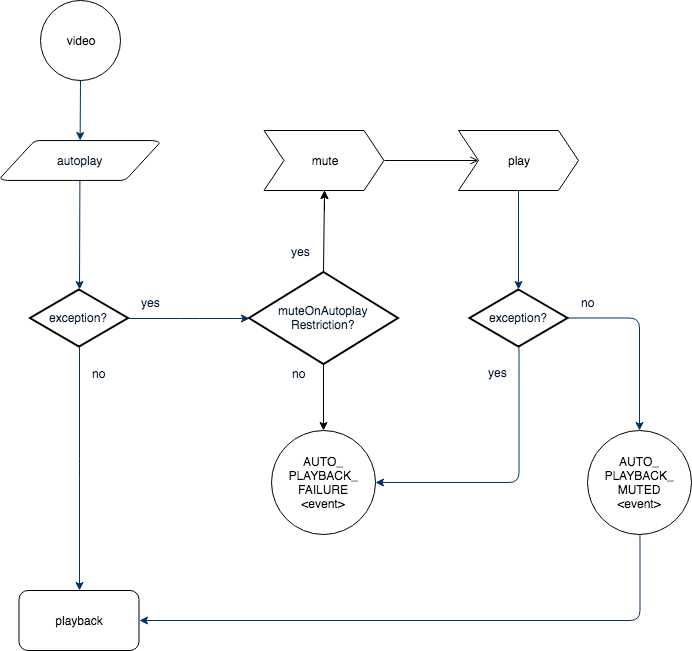 video
autoplay
mute
play
yes
exception?
yes
muteOnAutoplay
Restriction?
exception?
no
no
no
yes
AUTO_
PLAYBACK_
FAILURE
<event>
AUTO_
PLAYBACK_
MUTED
<event>
playback